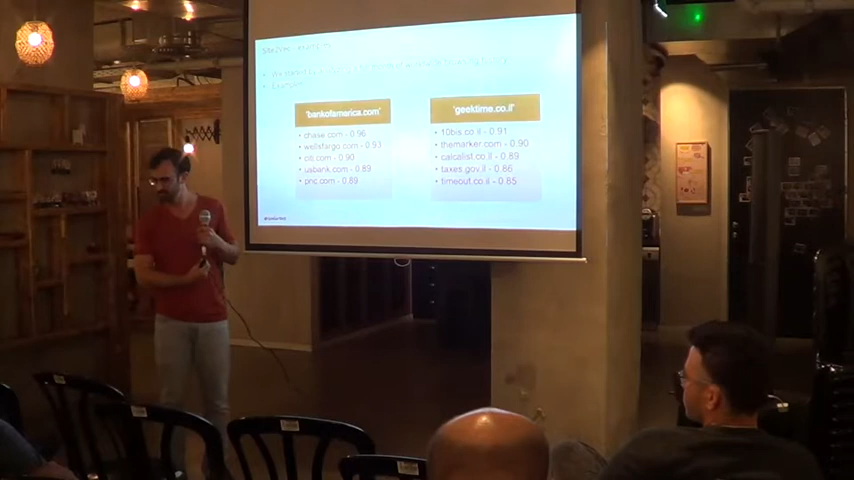 • Example:
'bankofamarica.com'
• chase.com - 0.96
• wellsfargo.com - 0.93
• citi.com - 0.90
• usbank.com - 0.89
• pnc.com - 0.89
'geektime.co.il'
• 10bis.co.il - 0.91
• themarker.com - 0.90
• calcalist.co.il - 0.89
• taxes.gov.il - 0.86
• timeout.co.il - 0.85